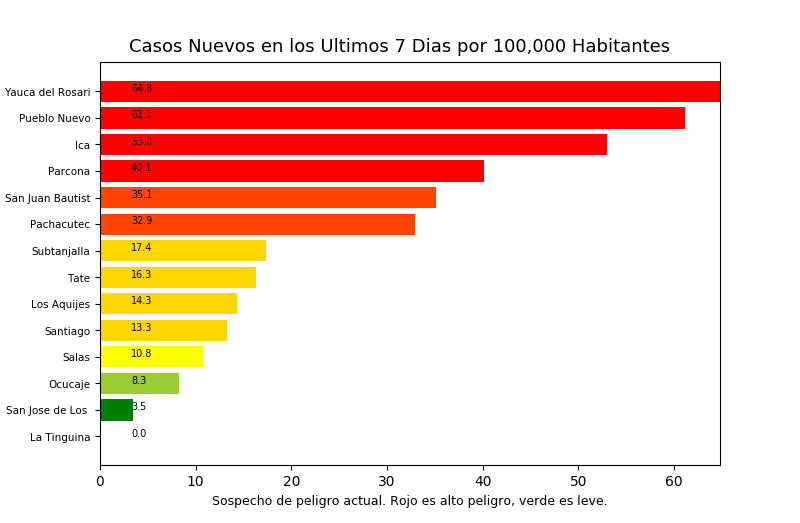 Casos Nuevos en los Ultimos 7 Dias por 100,000 Habitantes
Yauca del Rosari 64.8
Pueblo Nuevo 61.1
Ica 53.0
Parcona 40.1
San Juan Bautist 35.1
Pachacutec 32.9
Subtanjalla 17.4
Tate 16.3
Los Aquijes 14.3
Santiago 13.3
Salas 10.8
Ocucaje 8.3
San Jose de Los 3.5
La Tinguina 0.0
0 10 20 30 40 50 60
Sospecho de peligro actual. Rojo es alto peligro, verde es leve.